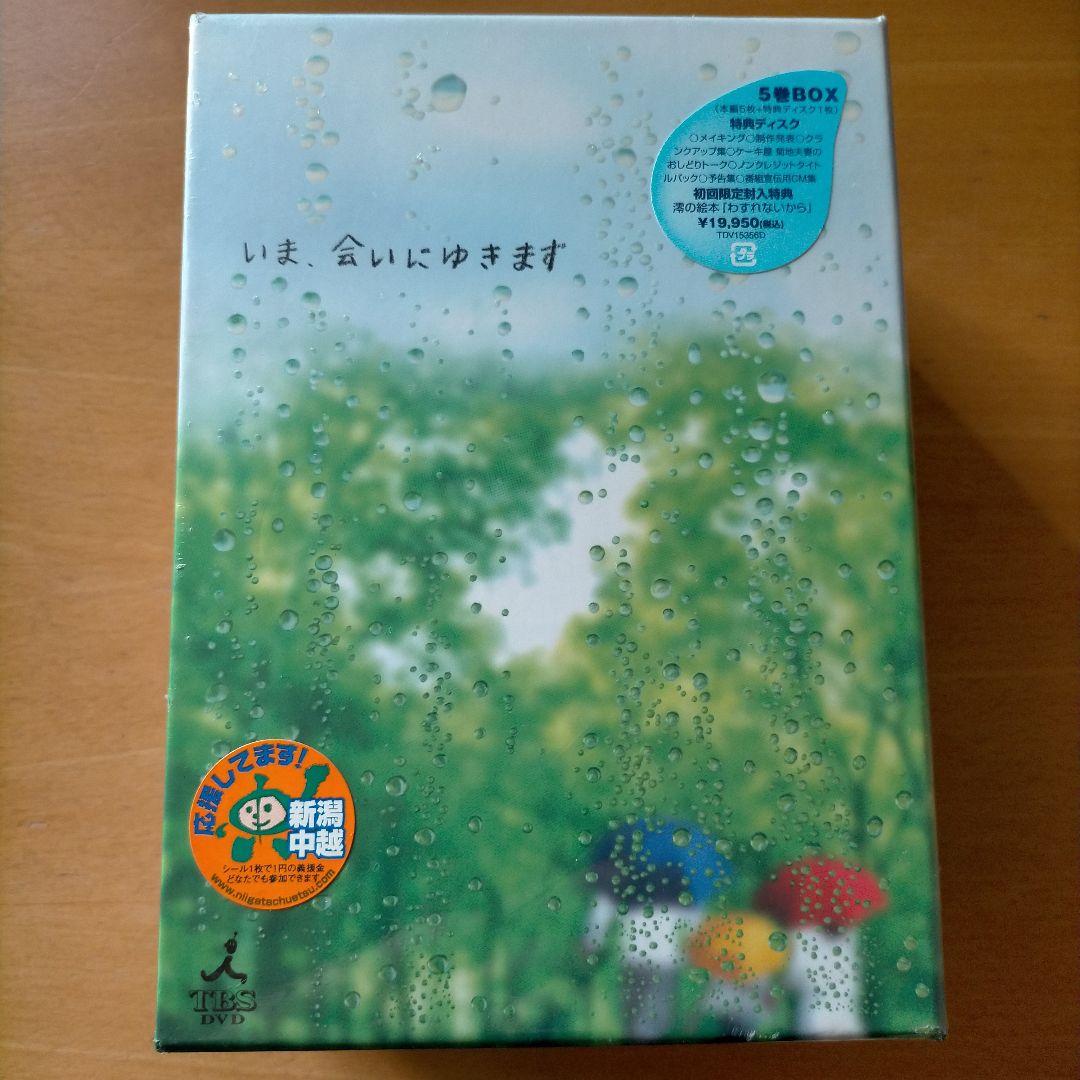 5巻BOX
(本編5枚+特典ディスク1枚)
特典ディスク
○メイキング○制作発表○クラ
ンクアップ集○ケーキ屋 菊地夫妻の
おしどりトーク○ノンクレジットタイト
ルバック○予告集○番組宣伝用CM集
初回限定封入特典
澪の絵本「わすれないから」
¥19,950(税込)
TDV15356D
プラ
いま、会いにゆきます
応援してます!
新潟
中越
シール1枚で1円の義援金
どなたでも参加できます
www.niigatachuetsu.com
TBS
DVD